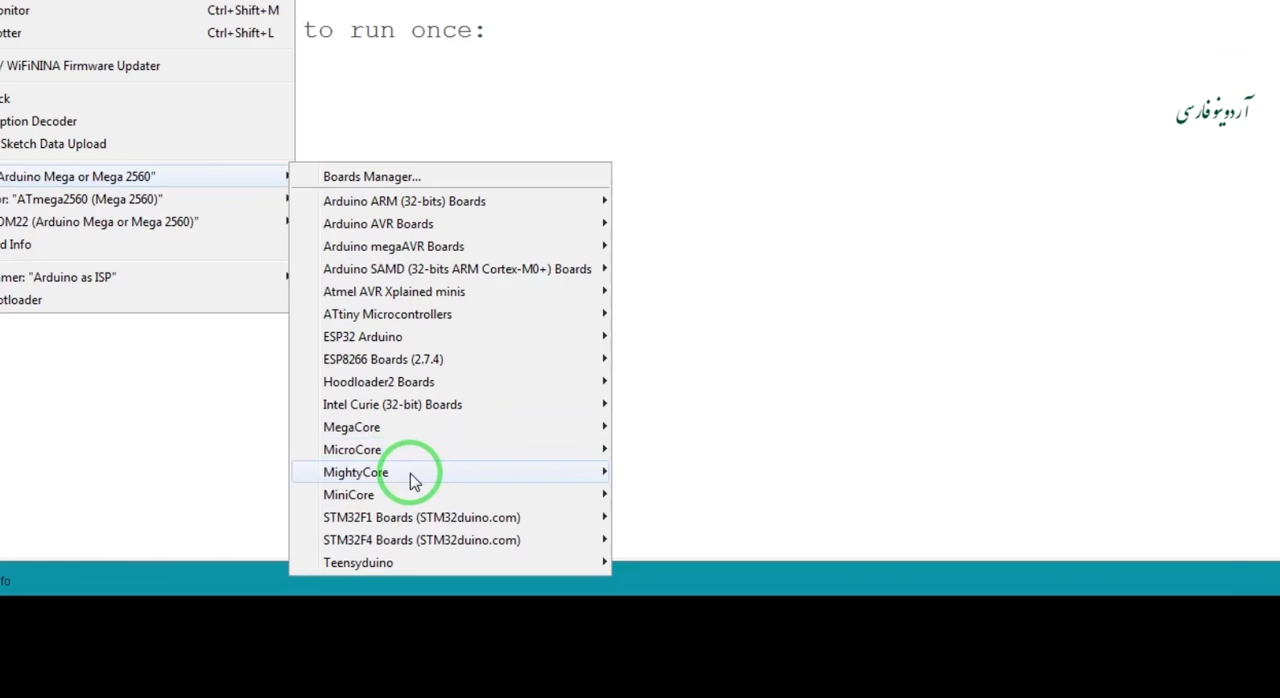 onitor Ctrl+Shift+M
otter Ctrl+Shift+L
/ WiFiNINA Firmware Updater
ck
ption Decoder
Sketch Data Upload
Arduino Mega or Mega 2560"
or: "ATmega2560 (Mega 2560)"
OM22 (Arduino Mega or Mega 2560)"
d Info
mer: "Arduino as ISP"
otloader
to run once:
آردوینو فارسی
Boards Manager...
Arduino ARM (32-bits) Boards
Arduino AVR Boards
Arduino megaAVR Boards
Arduino SAMD (32-bits ARM Cortex-M0+) Boards
Atmel AVR Xplained minis
ATtiny Microcontrollers
ESP32 Arduino
ESP8266 Boards (2.7.4)
Hoodloader2 Boards
Intel Curie (32-bit) Boards
MegaCore
MicroCore
MightyCore
MiniCore
STM32F1 Boards (STM32duino.com)
STM32F4 Boards (STM32duino.com)
Teensyduino
fo